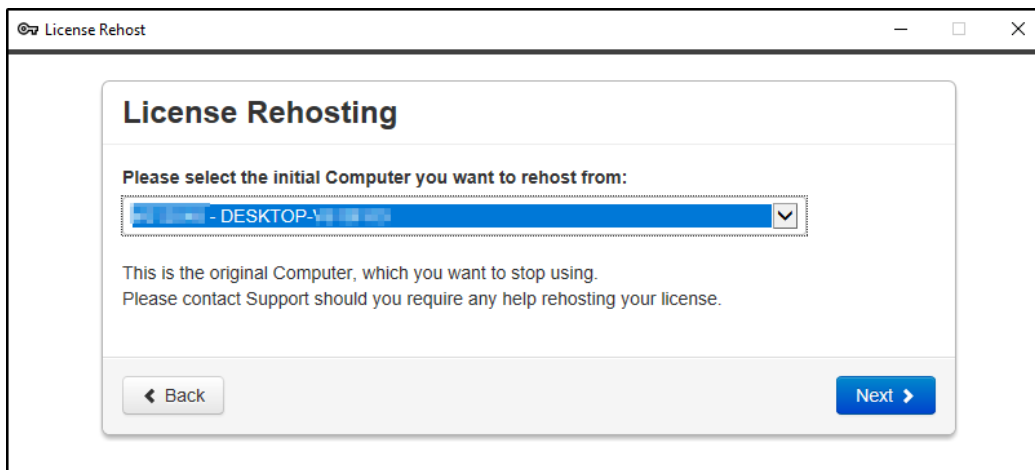 License Rehost
License Rehosting
Please select the initial Computer you want to rehost from:
- DESKTOP-
This is the original Computer, which you want to stop using.
Please contact Support should you require any help rehosting your license.
Back
Next